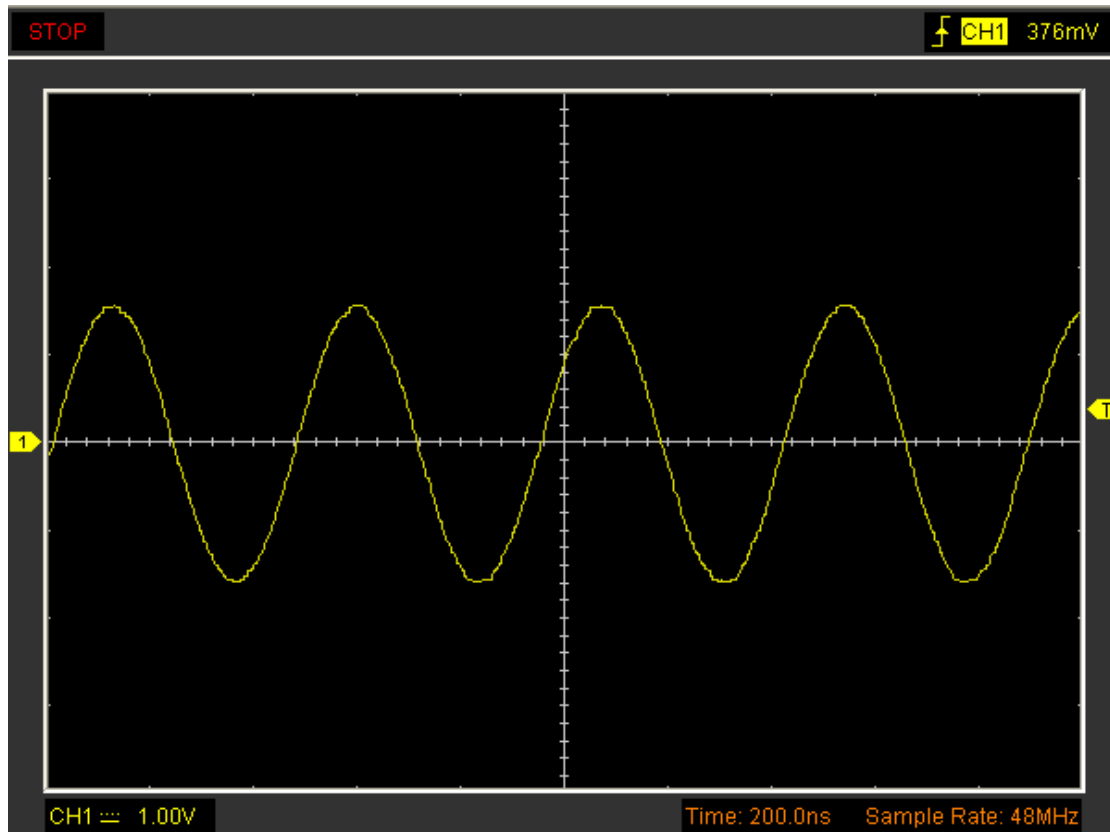 STOP
CH1 376mV
1
T
CH1 1.00V
Time: 200.0ns Sample Rate: 48MHz